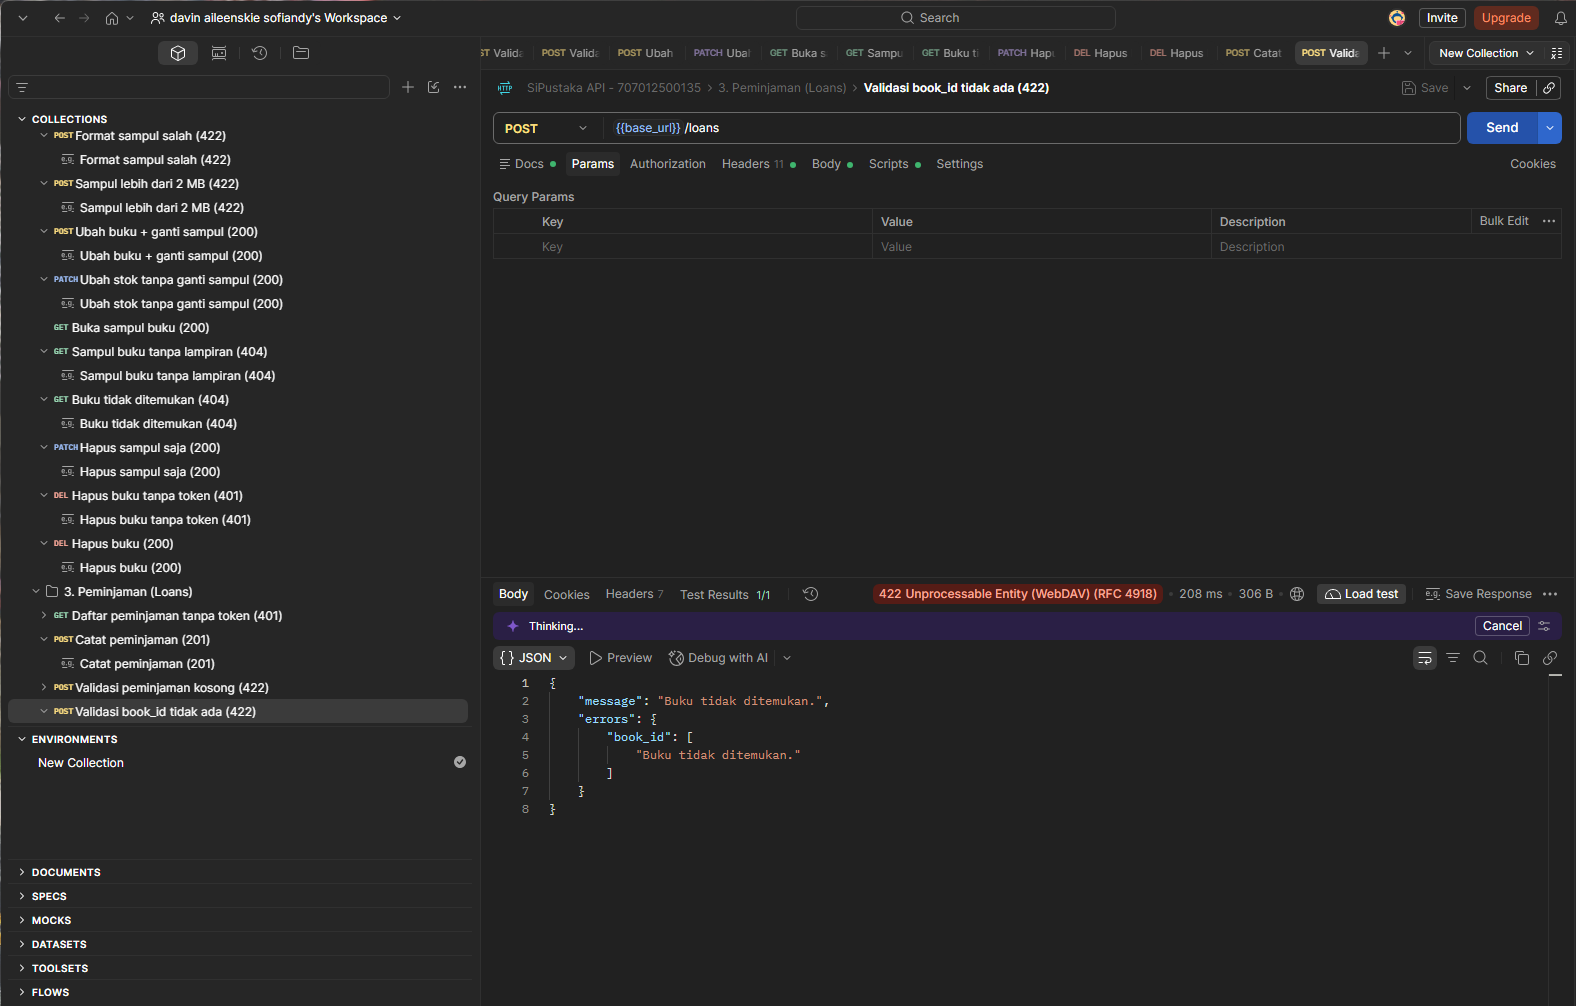 davin aileenskie sofiandy's Workspace
Search
Invite
Upgrade
ST Valida
POST Valida
POST Ubah
PATCH Ubal
GET Buka s
GET Sampu
GET Buku ti
PATCH Hapu
DEL Hapus
DEL Hapus
POST Catat
POST Valida
New Collection
HTTP
SiPustaka API - 707012500135 > 3. Peminjaman (Loans) > Validasi book_id tidak ada (422)
Save
Share
POST
{{base_url}} /loans
Send
Docs
Params
Authorization
Headers 11
Body
Scripts
Settings
Cookies
Query Params
Key
Value
Description
Bulk Edit
Key
Value
Description
COLLECTIONS
POST Format sampul salah (422)
e.g. Format sampul salah (422)
POST Sampul lebih dari 2 MB (422)
e.g. Sampul lebih dari 2 MB (422)
POST Ubah buku + ganti sampul (200)
e.g. Ubah buku + ganti sampul (200)
PATCH Ubah stok tanpa ganti sampul (200)
e.g. Ubah stok tanpa ganti sampul (200)
GET Buka sampul buku (200)
GET Sampul buku tanpa lampiran (404)
e.g. Sampul buku tanpa lampiran (404)
GET Buku tidak ditemukan (404)
e.g. Buku tidak ditemukan (404)
PATCH Hapus sampul saja (200)
e.g. Hapus sampul saja (200)
DEL Hapus buku tanpa token (401)
e.g. Hapus buku tanpa token (401)
DEL Hapus buku (200)
e.g. Hapus buku (200)
3. Peminjaman (Loans)
GET Daftar peminjaman tanpa token (401)
POST Catat peminjaman (201)
e.g. Catat peminjaman (201)
POST Validasi peminjaman kosong (422)
POST Validasi book_id tidak ada (422)
ENVIRONMENTS
New Collection
DOCUMENTS
SPECS
MOCKS
DATASETS
TOOLSETS
FLOWS
Body
Cookies
Headers 7
Test Results 1/1
422 Unprocessable Entity (WebDAV) (RFC 4918)
208 ms
306 B
Load test
e.g. Save Response
Thinking...
Cancel
{} JSON
Preview
Debug with AI
1 {
2 "message": "Buku tidak ditemukan.",
3 "errors": {
4 "book_id": [
5 "Buku tidak ditemukan."
6 ]
7 }
8 }